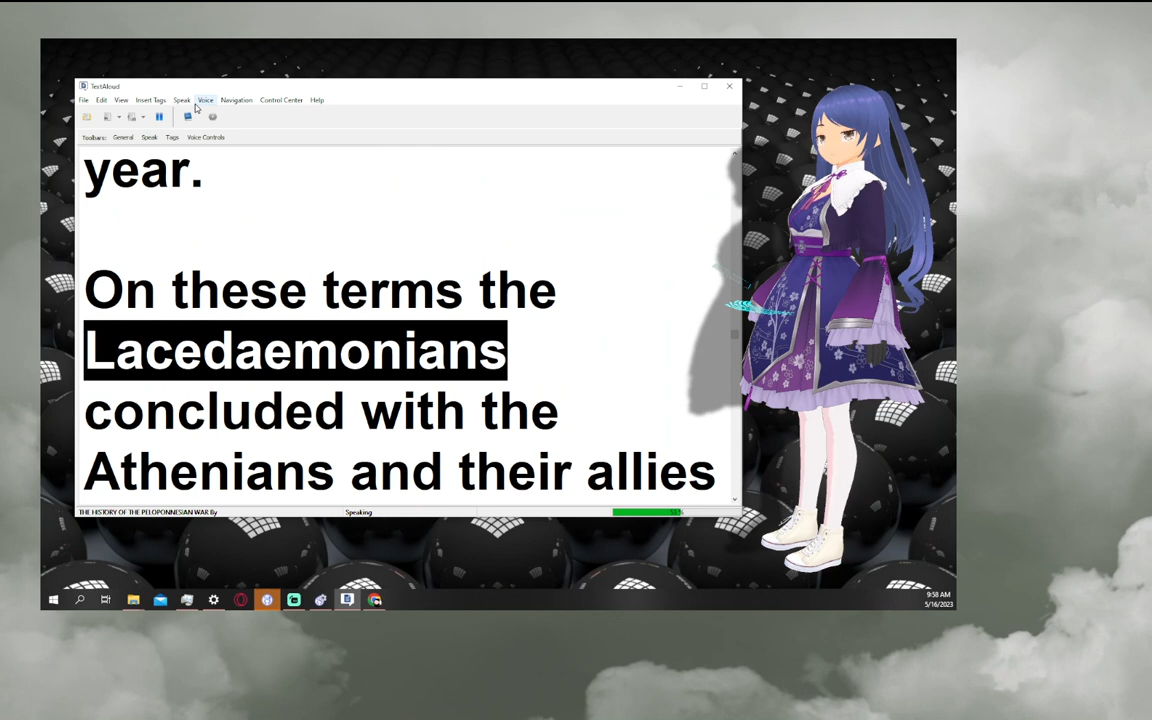 TextAloud
File Edit View Insert Tags Speak Voice Navigation Control Center Help
Toolbars: General Speak Tags Voice Controls
year.
On these terms the
Lacedaemonians
concluded with the
Athenians and their allies
THE HISTORY OF THE PELOPONNESIAN WAR By Speaking
9:58 AM
5/16/2023